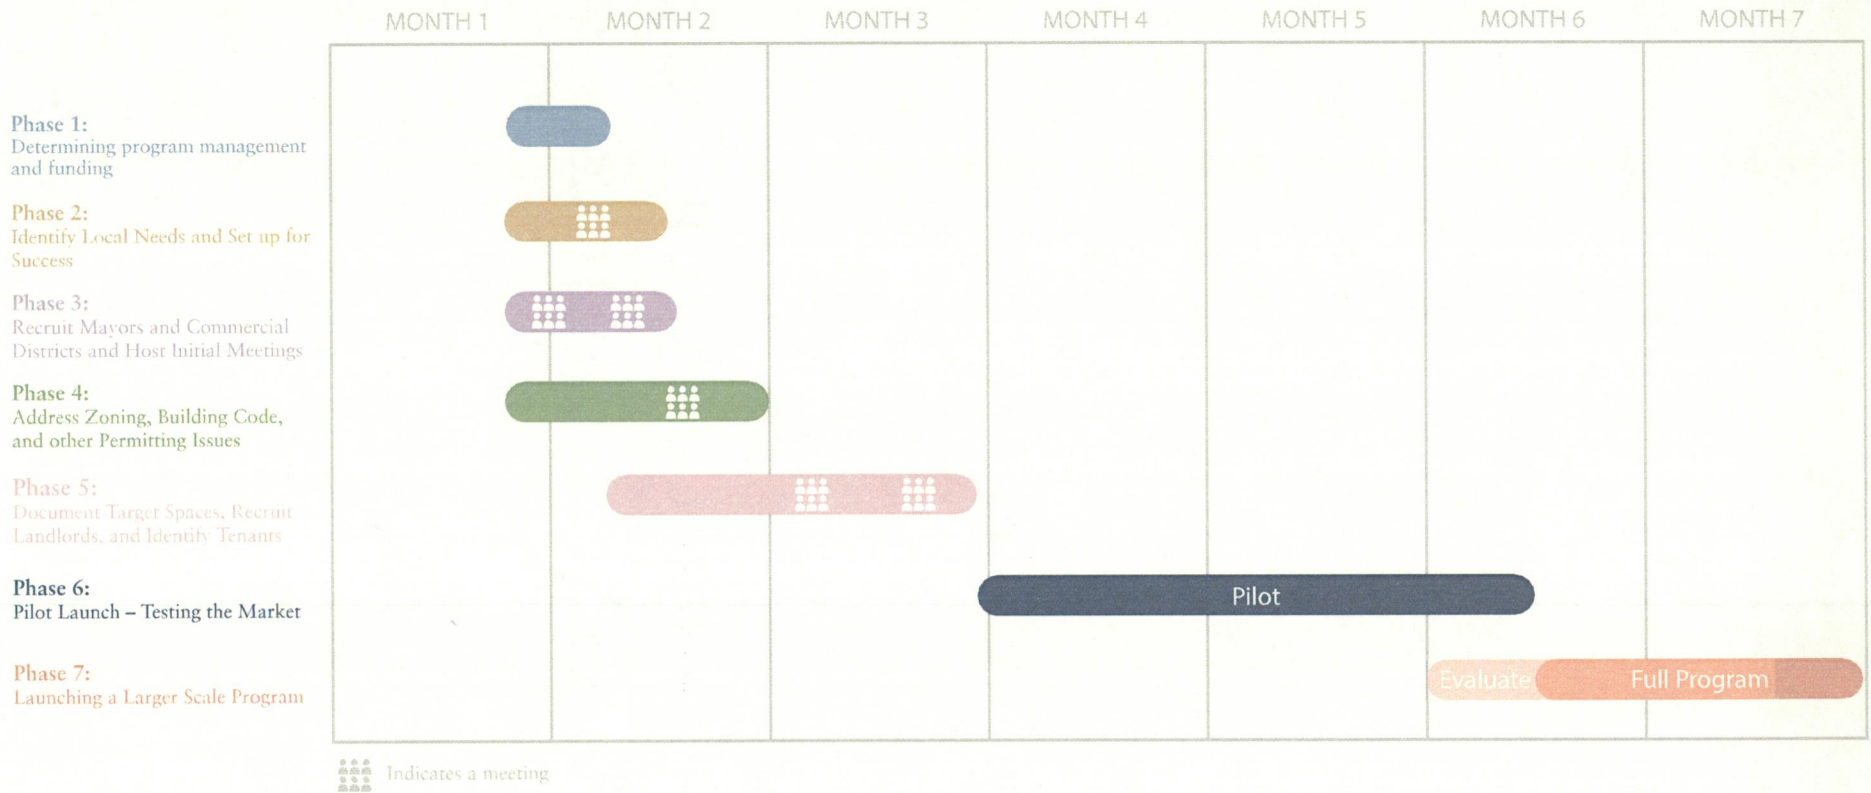 MONTH 1 MONTH 2 MONTH 3 MONTH 4 MONTH 5 MONTH 6 MONTH 7
Phase 1:
Determining program management
and funding
Phase 2:
Identify Local Needs and Set up for
Success
Phase 3:
Recruit Mayors and Commercial
Districts and Host Initial Meetings
Phase 4:
Address Zoning, Building Code,
and other Permitting Issues
Phase 5:
Document Target Spaces, Recruit
Landlords, and Identify Tenants
Phase 6:
Pilot Launch – Testing the Market
Pilot
Phase 7:
Launching a Larger Scale Program
Evaluate Full Program
Indicates a meeting